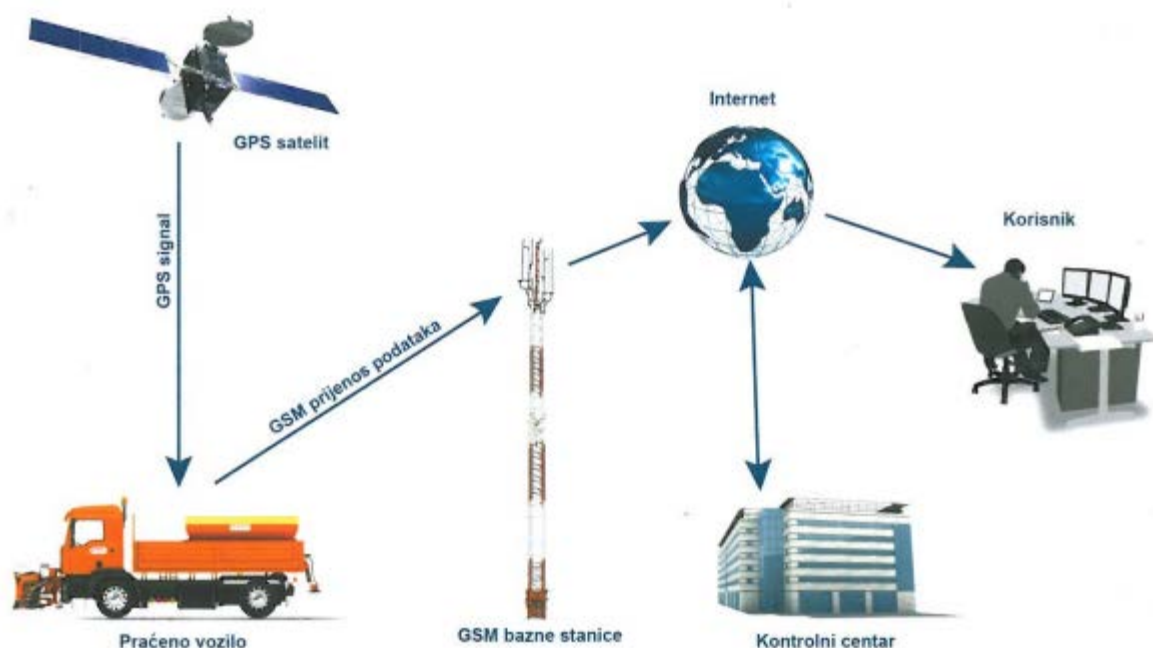 GPS satelit
GPS signal
GSM prijenos podataka
Internet
Korisnik
Praćeno vozilo
GSM bazne stanice
Kontrolni centar